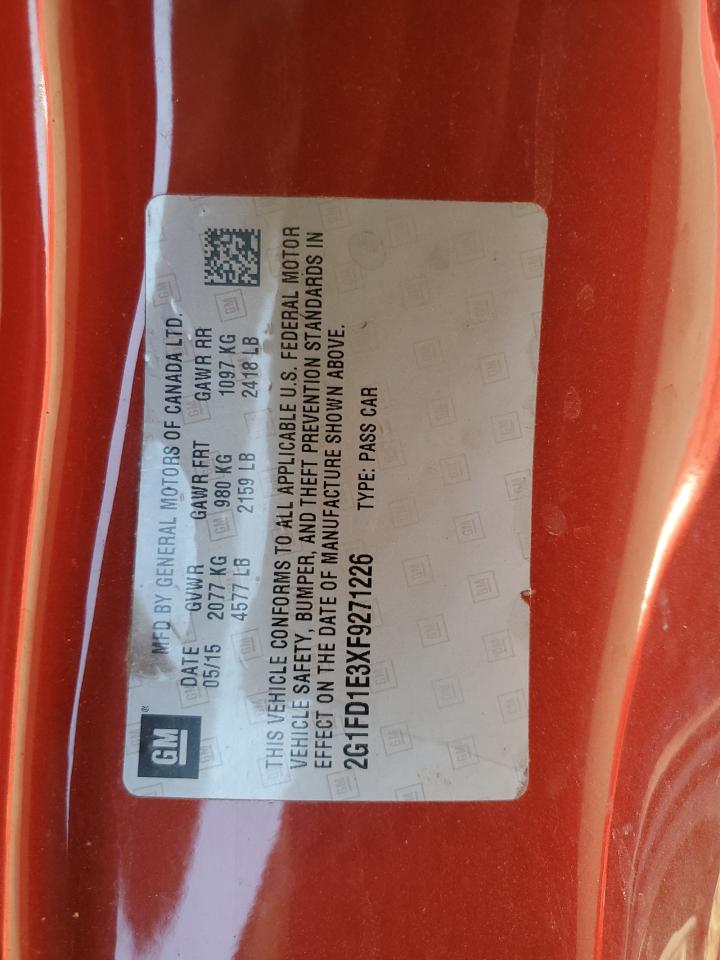 GM ®
MFD BY GENERAL MOTORS OF CANADA LTD.
DATE GVWR GAWR FRT GAWR RR
05/15 2077 KG 980 KG 1097 KG
4577 LB 2159 LB 2418 LB
THIS VEHICLE CONFORMS TO ALL APPLICABLE U.S. FEDERAL MOTOR
VEHICLE SAFETY, BUMPER, AND THEFT PREVENTION STANDARDS IN
EFFECT ON THE DATE OF MANUFACTURE SHOWN ABOVE.
2G1FD1E3XF9271226 TYPE: PASS CAR